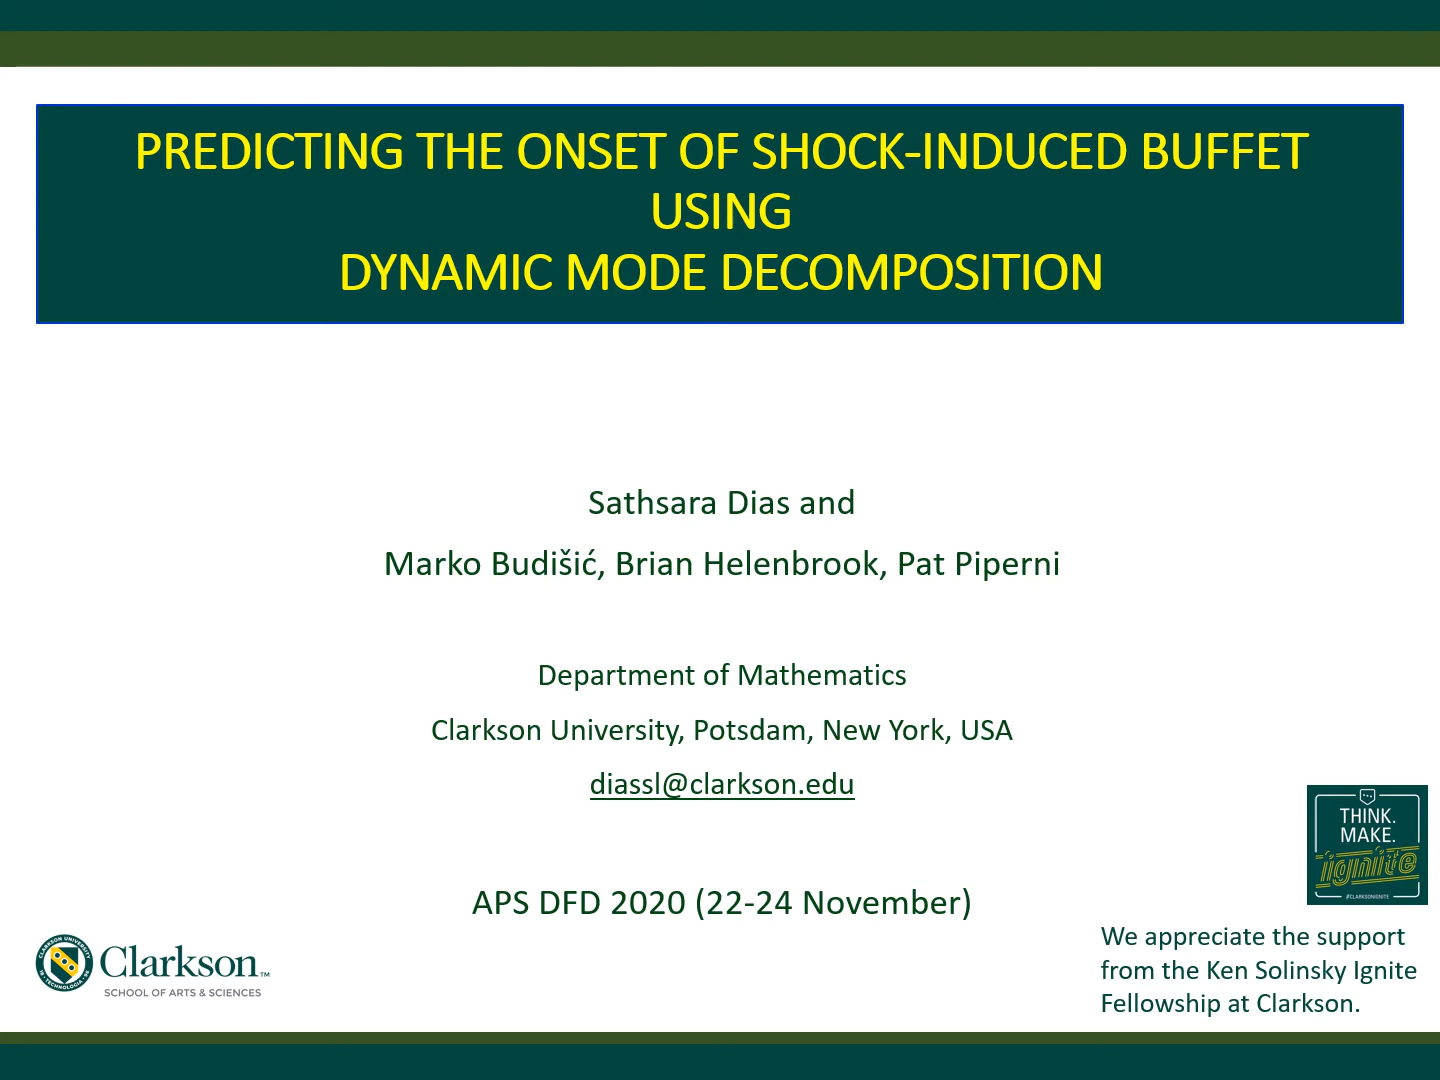 PREDICTING THE ONSET OF SHOCK-INDUCED BUFFET
USING
DYNAMIC MODE DECOMPOSITION
Sathsara Dias and
Marko Budišić, Brian Helenbrook, Pat Piperni
Department of Mathematics
Clarkson University, Potsdam, New York, USA
diassl@clarkson.edu
APS DFD 2020 (22-24 November)
THINK.
MAKE.
ignite
#CLARKSONIGNITE
We appreciate the support
from the Ken Solinsky Ignite
Fellowship at Clarkson.
Clarkson™
SCHOOL OF ARTS & SCIENCES